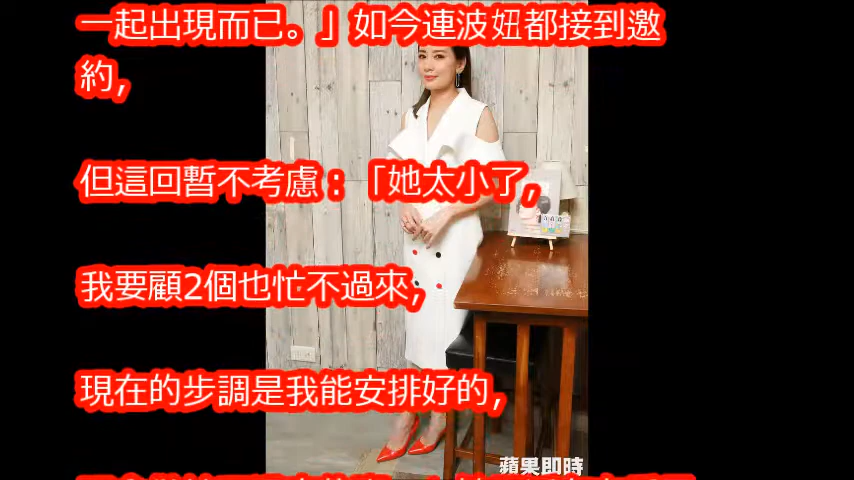 一起出現而已。」如今連波妞都接到邀
約，
但這回暫不考慮：「她太小了，
我要顧2個也忙不過來，
現在的步調是我能安排好的，
蘋果即時